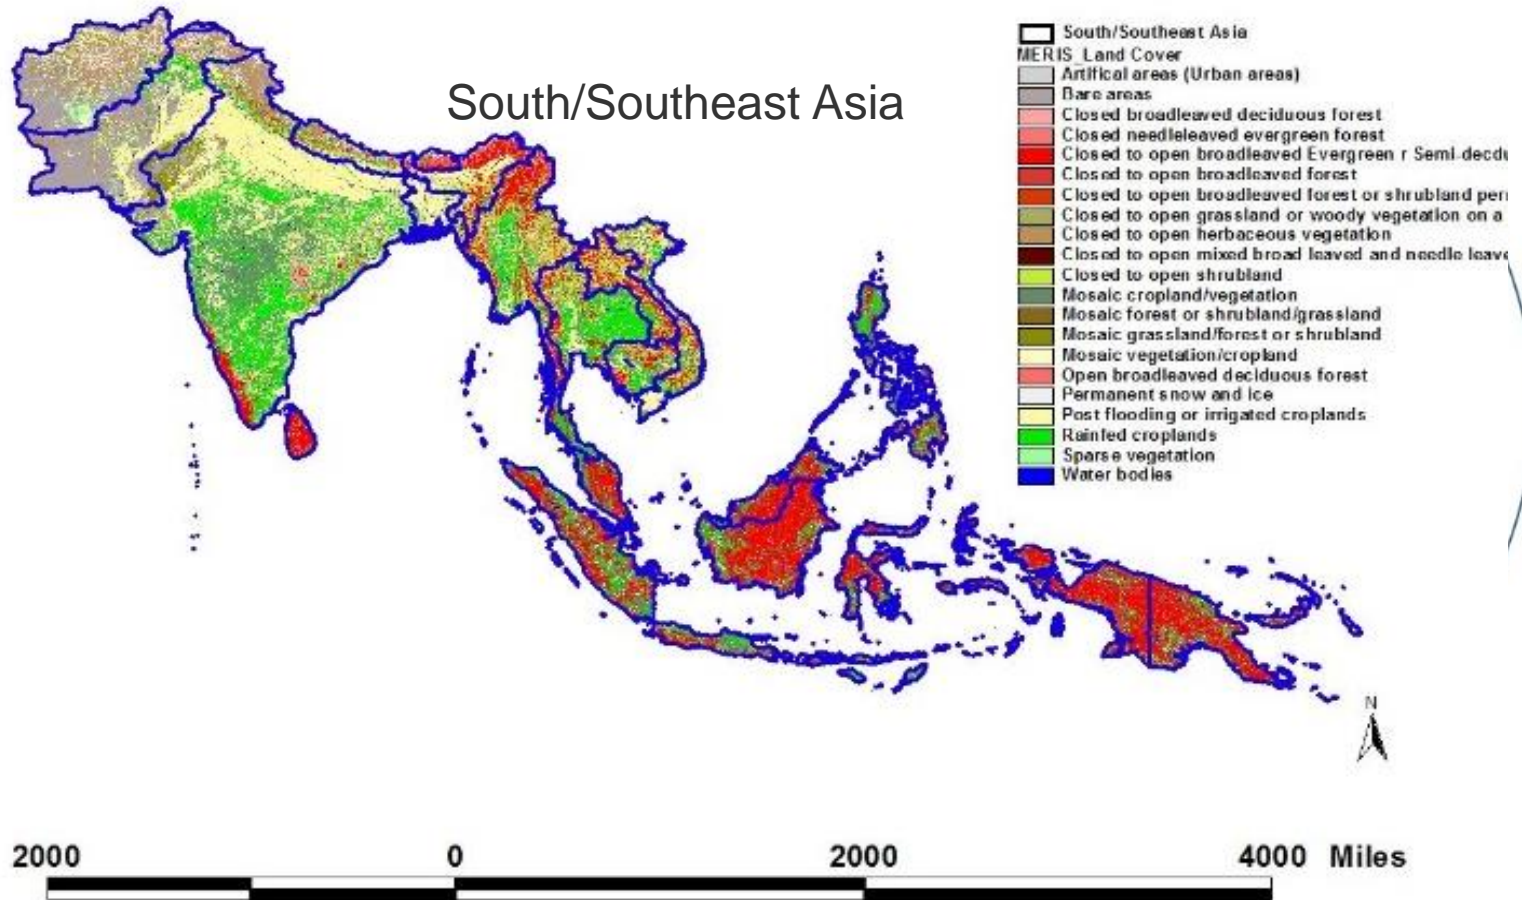 South/Southeast Asia
South/Southeast Asia
MERIS_Land Cover
Artifical areas (Urban areas)
Bare areas
Closed broadleaved deciduous forest
Closed needleleaved evergreen forest
Closed to open broadleaved Evergreen r Semi-decdu
Closed to open broadleaved forest
Closed to open broadleaved forest or shrubland per
Closed to open grassland or woody vegetation on a
Closed to open herbaceous vegetation
Closed to open mixed broad leaved and needle leave
Closed to open shrubland
Mosaic cropland/vegetation
Mosaic forest or shrubland/grassland
Mosaic grassland/forest or shrubland
Mosaic vegetation/cropland
Open broadleaved deciduous forest
Permanent snow and ice
Post flooding or irrigated croplands
Rainfed croplands
Sparse vegetation
Water bodies
N
2000 0 2000 4000 Miles